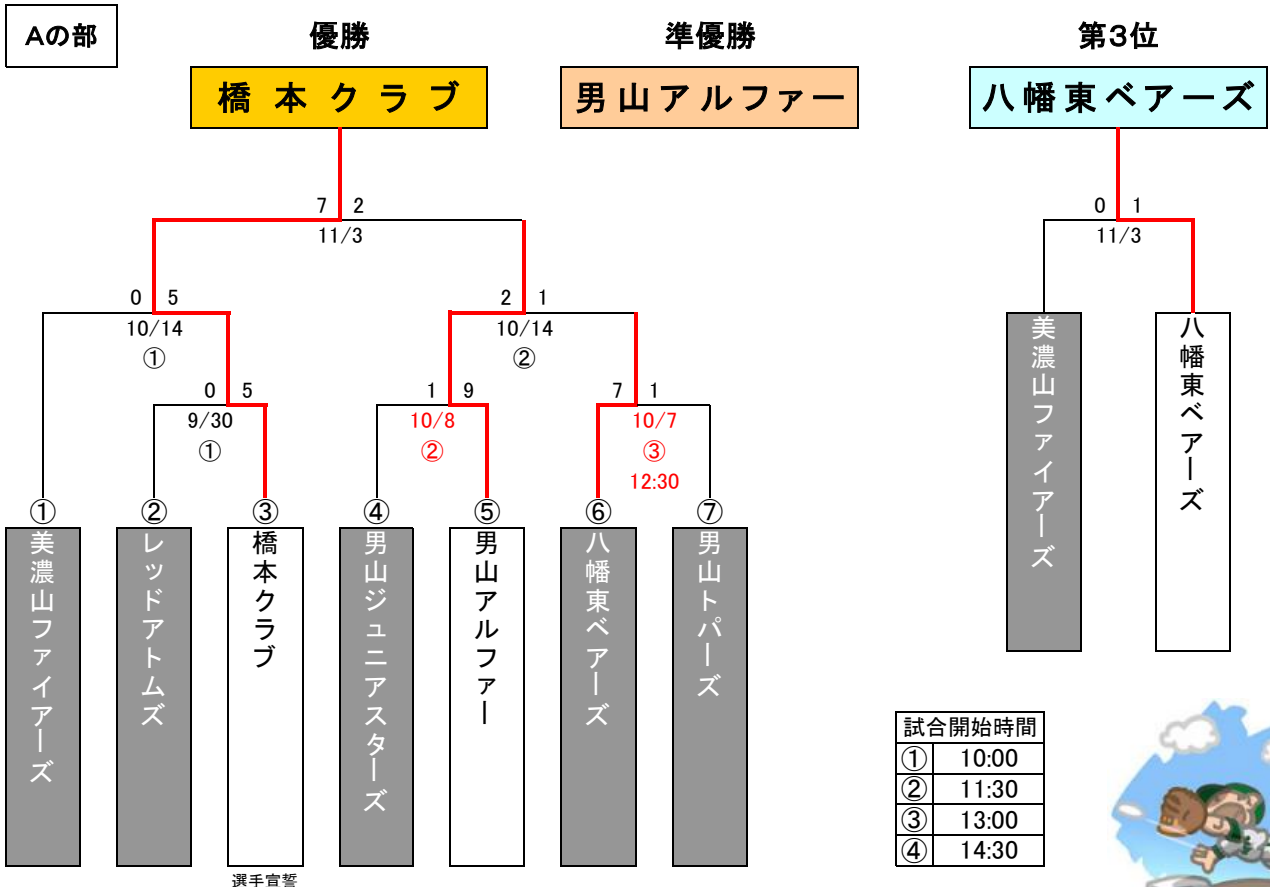 Aの部
優勝
準優勝
第3位
橋本クラブ
男山アルファー
八幡東ベアーズ
7 2
11/3
0 1
11/3
0 5
10/14
①
2 1
10/14
②
0 5
9/30
①
1 9
10/8
②
7 1
10/7
③
12:30
美濃山ファイアーズ
八幡東ベアーズ
①
美濃山ファイアーズ
②
レッドアトムズ
③
橋本クラブ
④
男山ジュニアスターズ
⑤
男山アルファー
⑥
八幡東ベアーズ
⑦
男山トパーズ
選手宣誓
試合開始時間
① 10:00
② 11:30
③ 13:00
④ 14:30